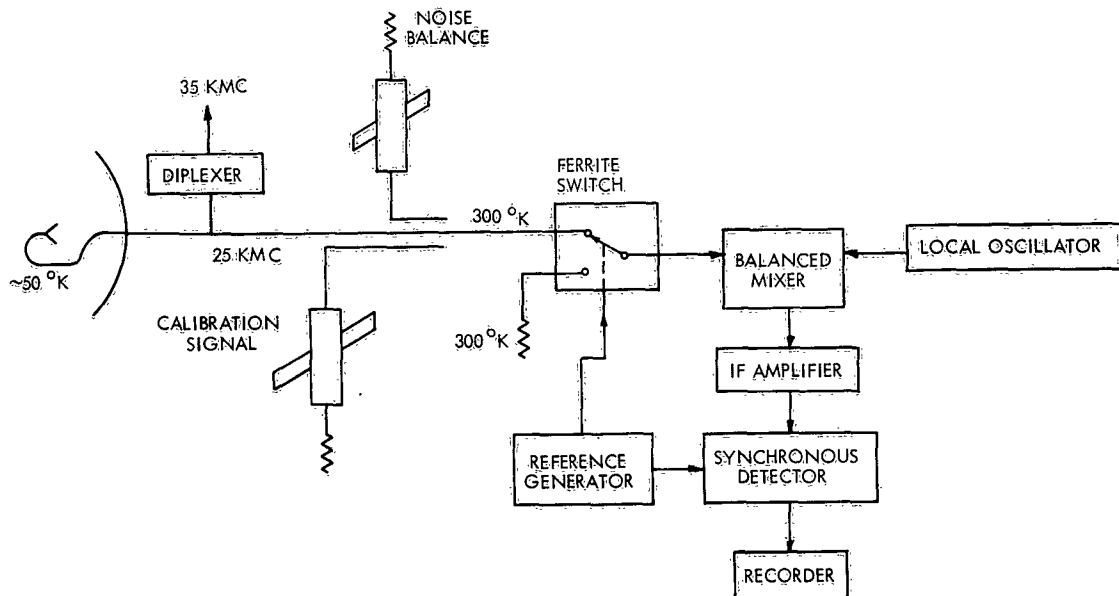 NOISE
BALANCE
35 KMC
DIPLEXER
FERRITE
SWITCH
300 °K
25 KMC
~50 °K
BALANCED
MIXER
LOCAL OSCILLATOR
CALIBRATION
SIGNAL
300 °K
IF AMPLIFIER
REFERENCE
GENERATOR
SYNCHRONOUS
DETECTOR
RECORDER